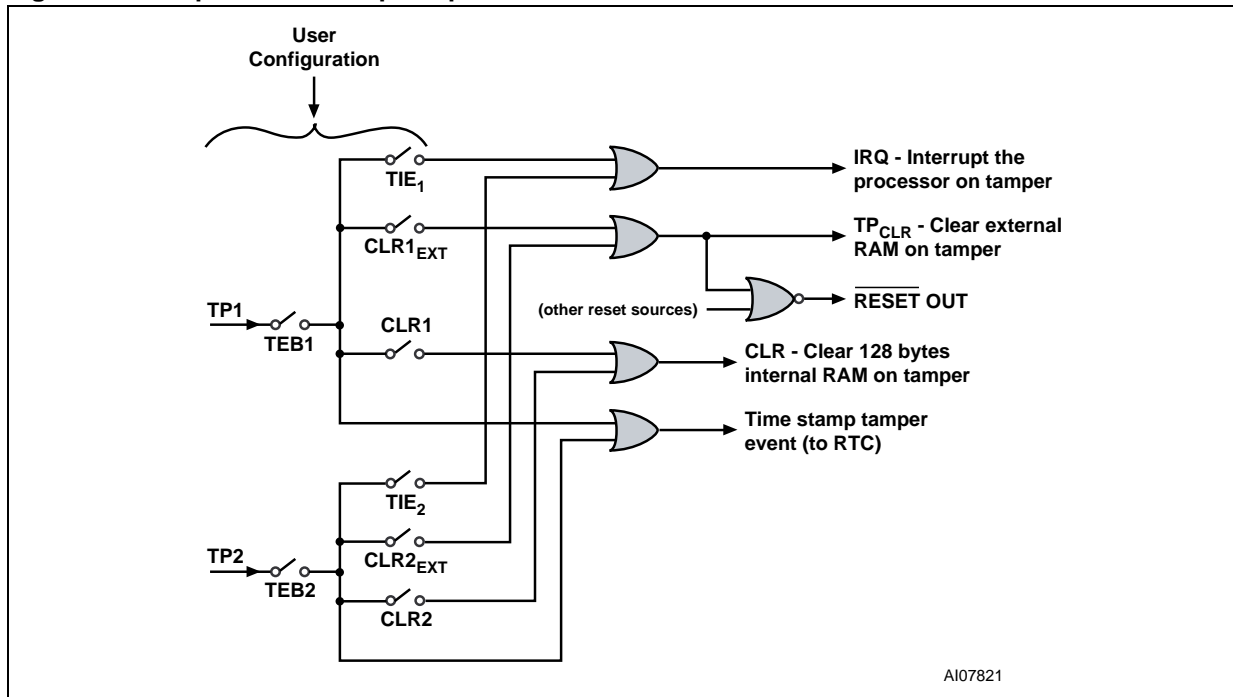 User
Configuration
TIE1
IRQ - Interrupt the
processor on tamper
CLR1EXT
TPCLR - Clear external
RAM on tamper
(other reset sources)
RESET OUT
TP1
TEB1
CLR1
CLR - Clear 128 bytes
internal RAM on tamper
Time stamp tamper
event (to RTC)
TIE2
TP2
TEB2
CLR2EXT
CLR2
AI07821